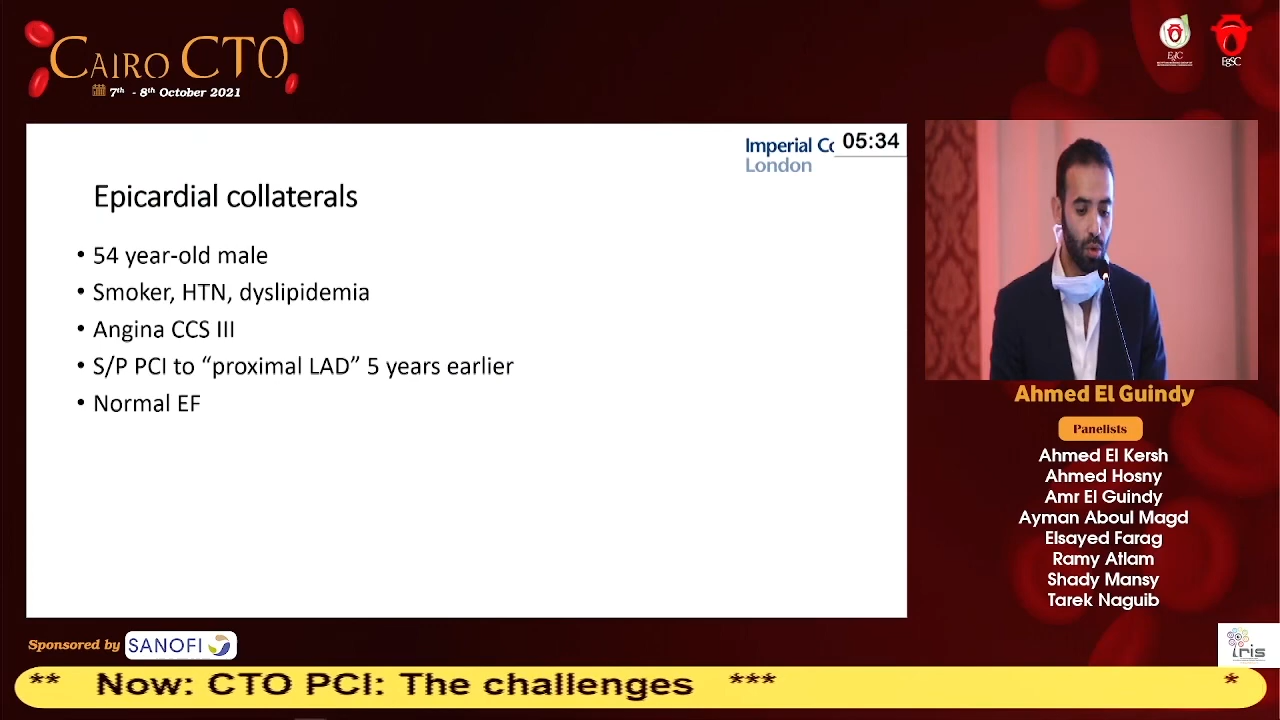 CAIRO CTO
7th - 8th October 2021
EgSC
Imperial Co
London
05:34
Epicardial collaterals
• 54 year-old male
• Smoker, HTN, dyslipidemia
• Angina CCS III
• S/P PCI to “proximal LAD” 5 years earlier
• Normal EF
Ahmed El Guindy
Panelists
Ahmed El Kersh
Ahmed Hosny
Amr El Guindy
Ayman Aboul Magd
Elsayed Farag
Ramy Atlam
Shady Mansy
Tarek Naguib
Sponsored by SANOFI
iris
** Now: CTO PCI: The challenges *** *